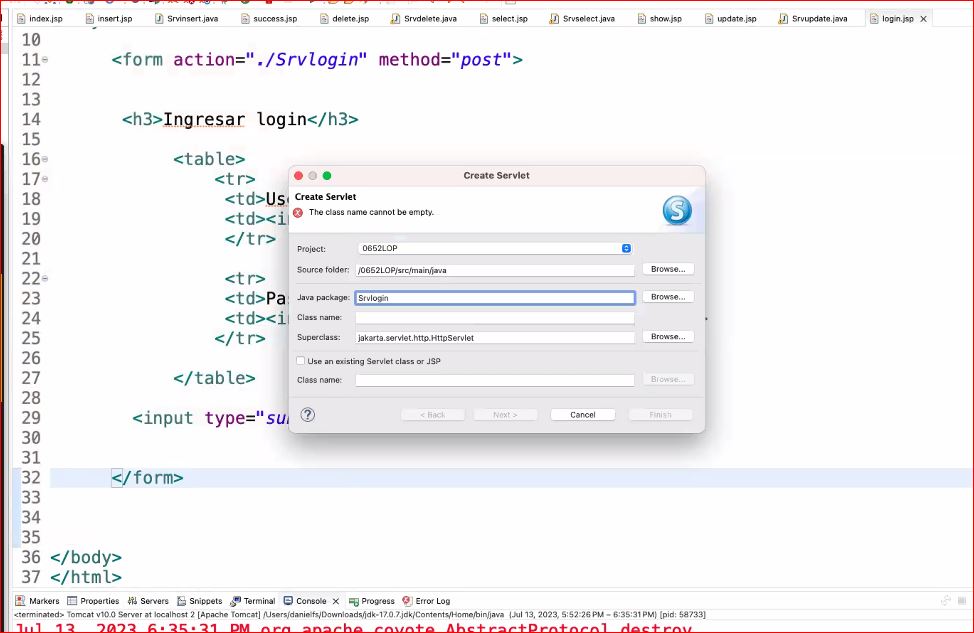 index.jsp insert.jsp Srvinsert.java success.jsp delete.jsp Srvdelete.java select.jsp Srvselect.java show.jsp update.jsp Srvupdate.java login.jsp
10
11 <form action="./Srvlogin" method="post">
12
13
14 <h3>Ingresar login</h3>
15
16 <table>
17 <tr>
18 <td>Us
19 <td><i
20 </tr>
21
22 <tr>
23 <td>Pa
24 <td><i
25 </tr>
26
27 </table>
28
29 <input type="su
30
31
32 </form>
33
34
35
36 </body>
37 </html>
Create Servlet
Create Servlet
The class name cannot be empty.
Project: 0652LOP
Source folder: /0652LOP/src/main/java Browse...
Java package: Srvlogin Browse...
Class name:
Superclass: jakarta.servlet.http.HttpServlet Browse...
Use an existing Servlet class or JSP
Class name: Browse...
? < Back Next > Cancel Finish
Markers Properties Servers Snippets Terminal Console Progress Error Log
<terminated> Tomcat v10.0 Server at localhost 2 [Apache Tomcat] /Users/danielfs/Downloads/jdk-17.0.7.jdk/Contents/Home/bin/java (Jul 13, 2023, 5:52:26 PM – 6:35:31 PM) [pid: 58733]
Jul 13, 2023 6:35:31 PM org.apache.coyote.AbstractProtocol destroy